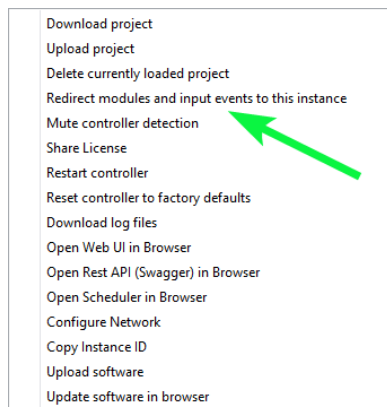 Download project
Upload project
Delete currently loaded project
Redirect modules and input events to this instance
Mute controller detection
Share License
Restart controller
Reset controller to factory defaults
Download log files
Open Web UI in Browser
Open Rest API (Swagger) in Browser
Open Scheduler in Browser
Configure Network
Copy Instance ID
Upload software
Update software in browser